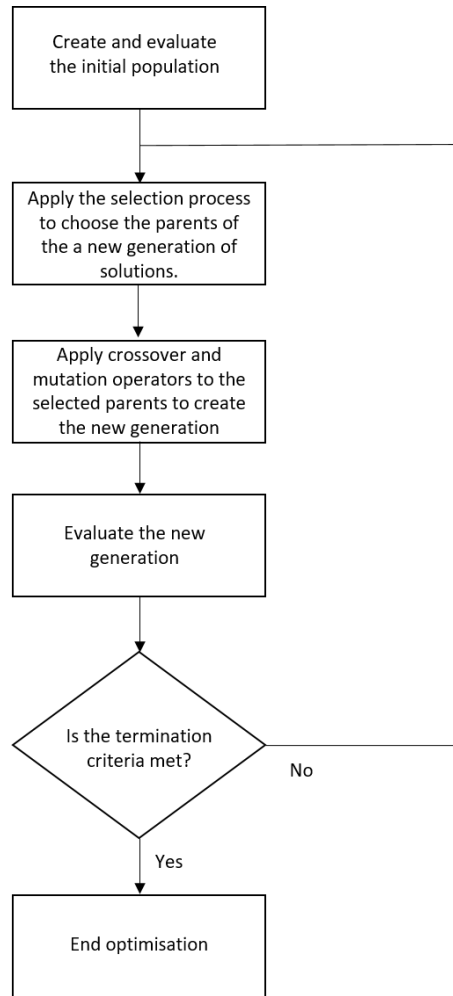 Create and evaluate
the initial population
Apply the selection process
to choose the parents of
the a new generation of
solutions.
Apply crossover and
mutation operators to the
selected parents to create
the new generation
Evaluate the new
generation
Is the termination
criteria met?
No
Yes
End optimisation